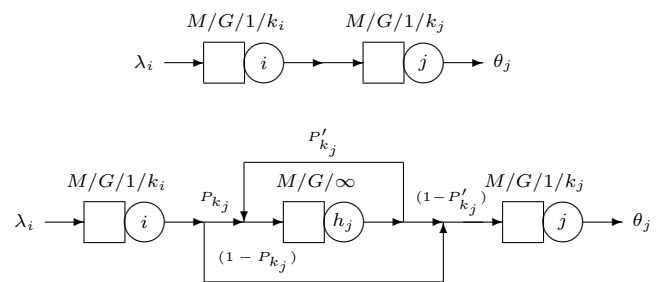 M/G/1/k_i M/G/1/k_j
λ_i i j θ_j
P'_{k_j}
M/G/1/k_i P_{k_j} M/G/∞ (1−P'_{k_j}) M/G/1/k_j
λ_i i h_j j θ_j
(1 − P_{k_j})